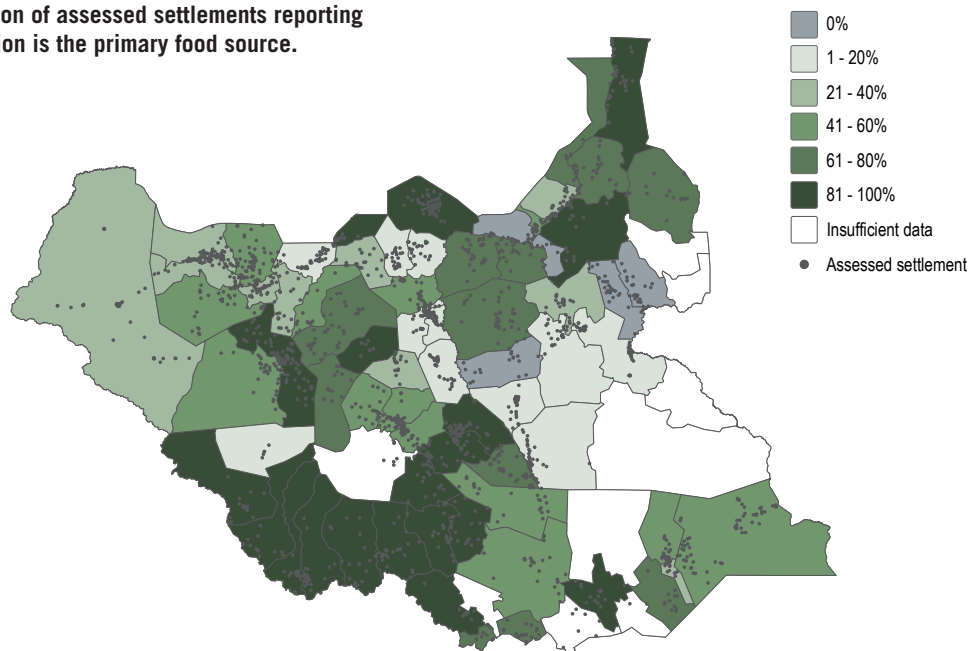 on of assessed settlements reporting
ion is the primary food source.
0%
1 - 20%
21 - 40%
41 - 60%
61 - 80%
81 - 100%
Insufficient data
Assessed settlement